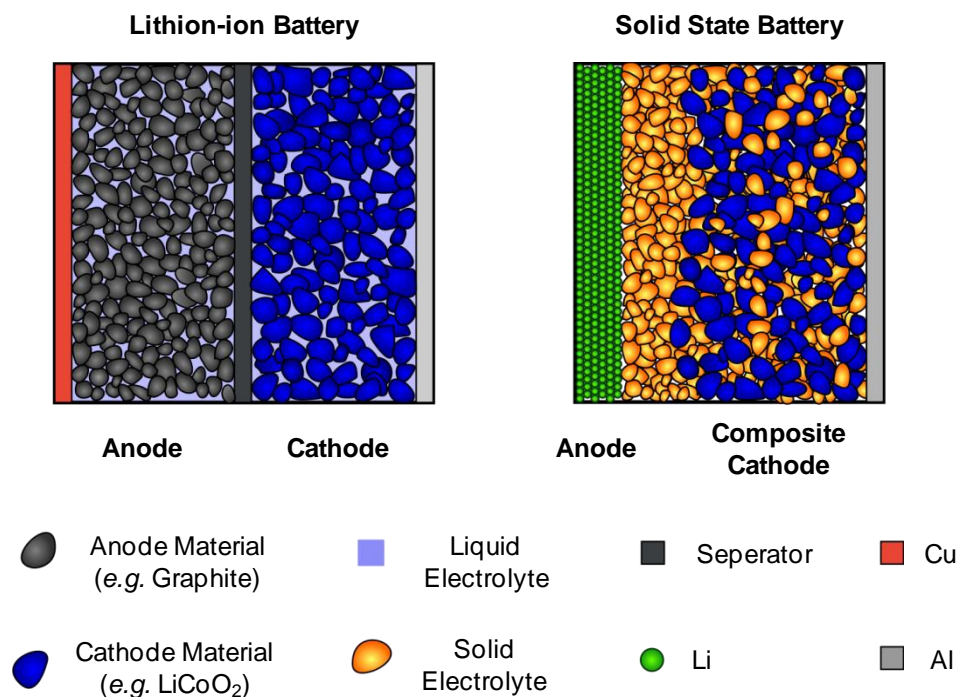 Lithion-ion Battery
Solid State Battery
Anode
Cathode
Anode
Composite
Cathode
Anode Material
(e.g. Graphite)
Liquid
Electrolyte
Seperator
Cu
Cathode Material
(e.g. LiCoO₂)
Solid
Electrolyte
Li
Al